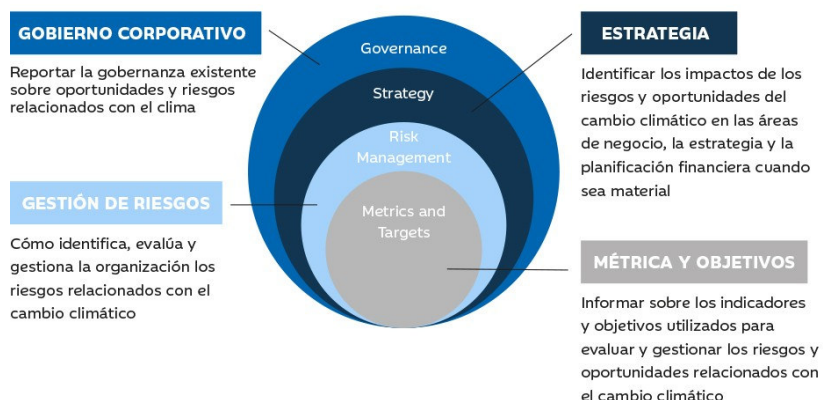 GOBIERNO CORPORATIVO
Reportar la gobernanza existente
sobre oportunidades y riesgos
relacionados con el clima
GESTIÓN DE RIESGOS
Cómo identifica, evalúa y
gestiona la organización los
riesgos relacionados con el
cambio climático
Governance
Strategy
Risk
Management
Metrics and
Targets
ESTRATEGIA
Identificar los impactos de los
riesgos y oportunidades del
cambio climático en las áreas
de negocio, la estrategia y la
planificación financiera cuando
sea material
MÉTRICA Y OBJETIVOS
Informar sobre los indicadores
y objetivos utilizados para
evaluar y gestionar los riesgos y
oportunidades relacionados con
el cambio climático